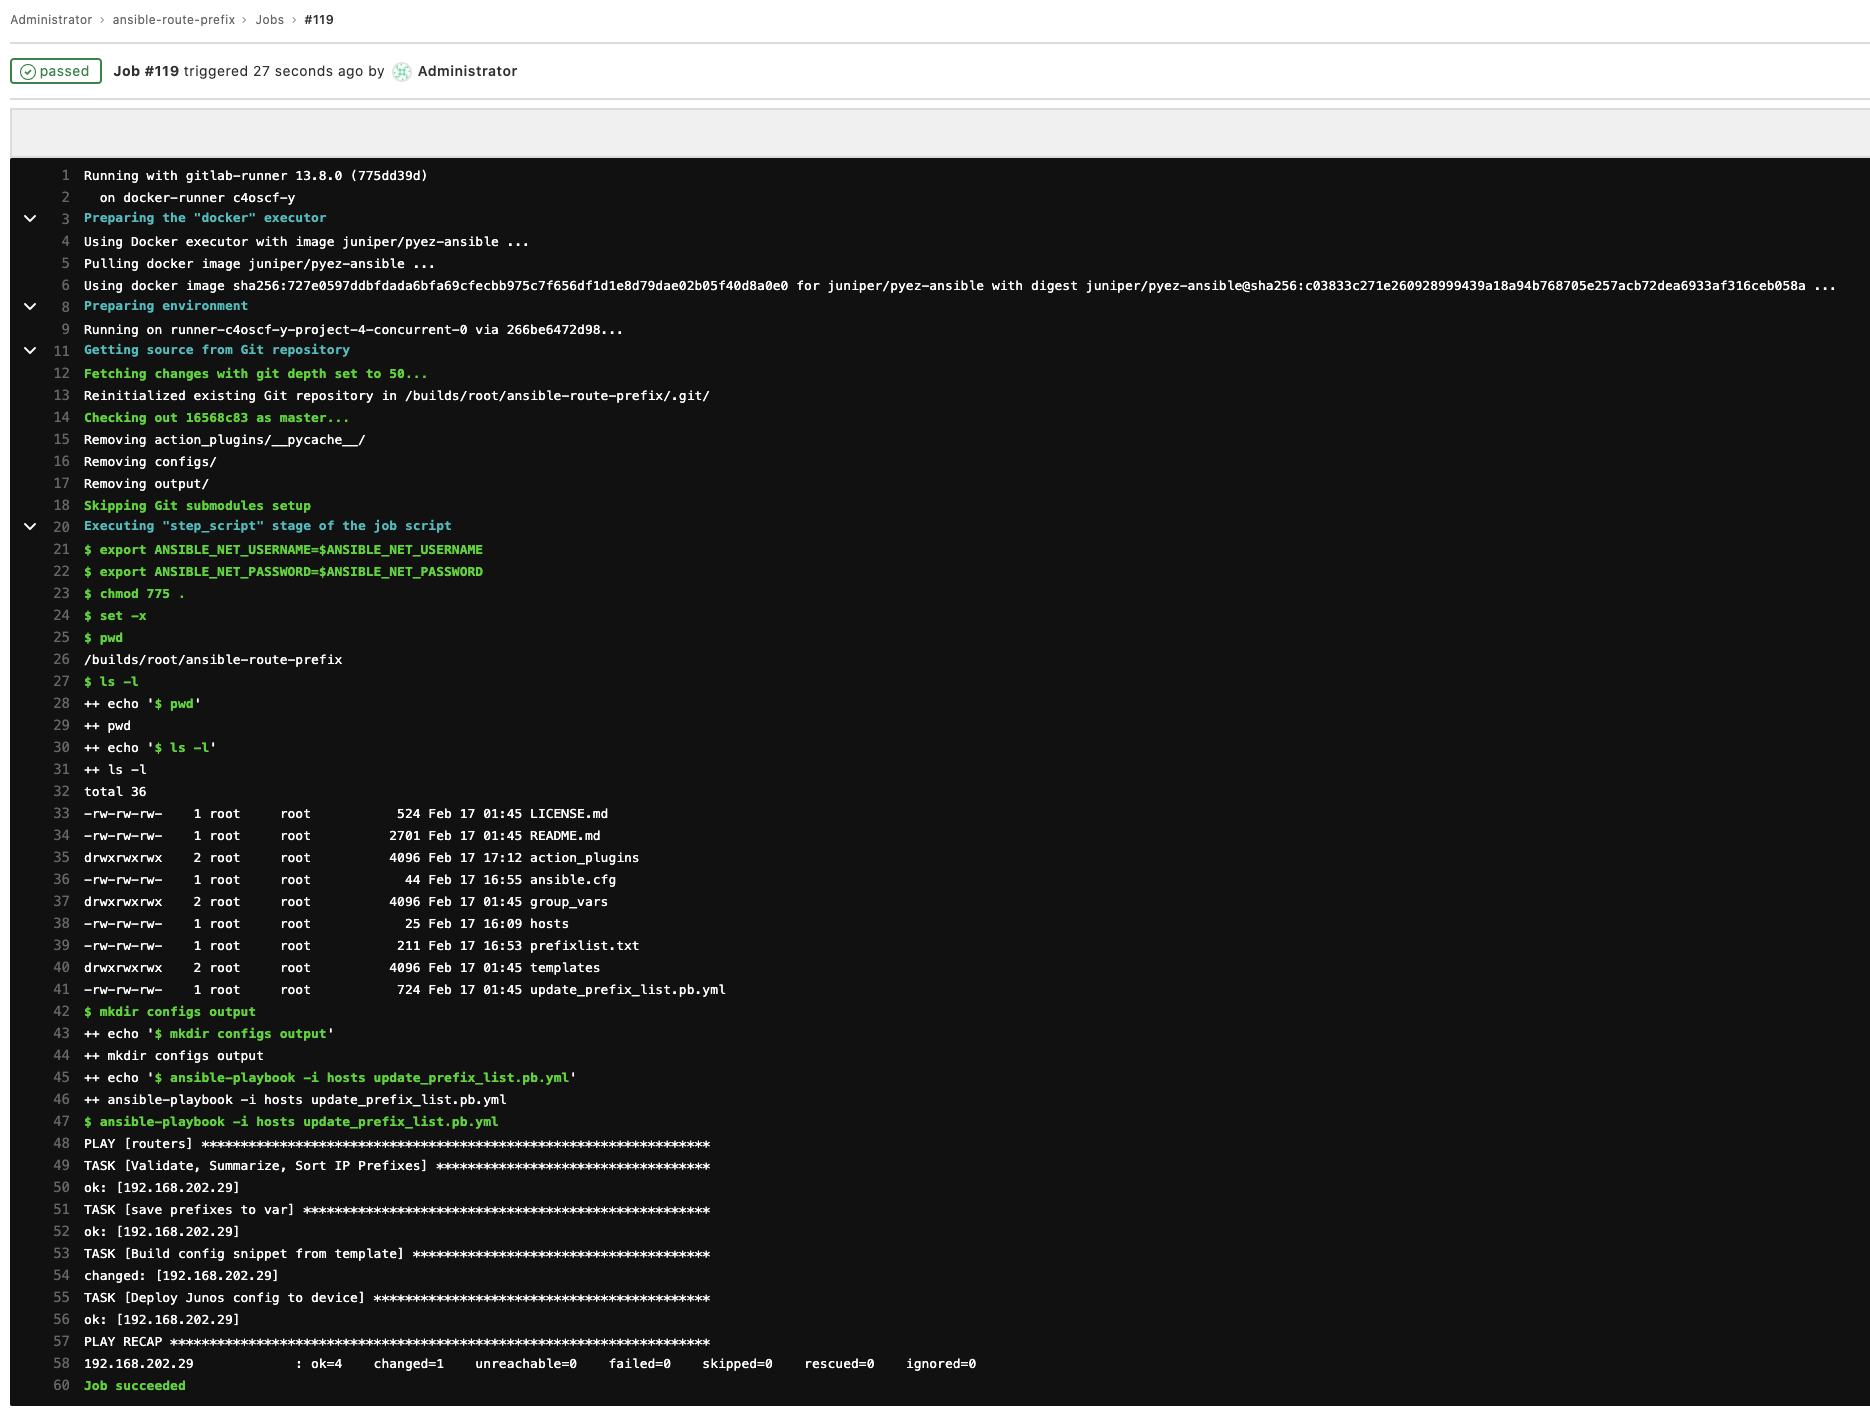 Administrator › ansible-route-prefix › Jobs › #119
passed Job #119 triggered 27 seconds ago by Administrator
1 Running with gitlab-runner 13.8.0 (775dd39d)
2 on docker-runner c4oscf-y
3 Preparing the "docker" executor
4 Using Docker executor with image juniper/pyez-ansible ...
5 Pulling docker image juniper/pyez-ansible ...
6 Using docker image sha256:727e0597ddbfdada6bfa69cfecbb975c7f656df1d1e8d79dae02b05f40d8a0e0 for juniper/pyez-ansible with digest juniper/pyez-ansible@sha256:c03833c271e260928999439a18a94b768705e257acb72dea6933af316ceb058a ...
8 Preparing environment
9 Running on runner-c4oscf-y-project-4-concurrent-0 via 266be6472d98...
11 Getting source from Git repository
12 Fetching changes with git depth set to 50...
13 Reinitialized existing Git repository in /builds/root/ansible-route-prefix/.git/
14 Checking out 16568c83 as master...
15 Removing action_plugins/__pycache__/
16 Removing configs/
17 Removing output/
18 Skipping Git submodules setup
20 Executing "step_script" stage of the job script
21 $ export ANSIBLE_NET_USERNAME=$ANSIBLE_NET_USERNAME
22 $ export ANSIBLE_NET_PASSWORD=$ANSIBLE_NET_PASSWORD
23 $ chmod 775 .
24 $ set -x
25 $ pwd
26 /builds/root/ansible-route-prefix
27 $ ls -l
28 ++ echo '$ pwd'
29 ++ pwd
30 ++ echo '$ ls -l'
31 ++ ls -l
32 total 36
33 -rw-rw-rw- 1 root root 524 Feb 17 01:45 LICENSE.md
34 -rw-rw-rw- 1 root root 2701 Feb 17 01:45 README.md
35 drwxrwxrwx 2 root root 4096 Feb 17 17:12 action_plugins
36 -rw-rw-rw- 1 root root 44 Feb 17 16:55 ansible.cfg
37 drwxrwxrwx 2 root root 4096 Feb 17 01:45 group_vars
38 -rw-rw-rw- 1 root root 25 Feb 17 16:09 hosts
39 -rw-rw-rw- 1 root root 211 Feb 17 16:53 prefixlist.txt
40 drwxrwxrwx 2 root root 4096 Feb 17 01:45 templates
41 -rw-rw-rw- 1 root root 724 Feb 17 01:45 update_prefix_list.pb.yml
42 $ mkdir configs output
43 ++ echo '$ mkdir configs output'
44 ++ mkdir configs output
45 ++ echo '$ ansible-playbook -i hosts update_prefix_list.pb.yml'
46 ++ ansible-playbook -i hosts update_prefix_list.pb.yml
47 $ ansible-playbook -i hosts update_prefix_list.pb.yml
48 PLAY [routers] *****************************************************************
49 TASK [Validate, Summarize, Sort IP Prefixes] ***********************************
50 ok: [192.168.202.29]
51 TASK [save prefixes to var] ****************************************************
52 ok: [192.168.202.29]
53 TASK [Build config snippet from template] **************************************
54 changed: [192.168.202.29]
55 TASK [Deploy Junos config to device] *******************************************
56 ok: [192.168.202.29]
57 PLAY RECAP *********************************************************************
58 192.168.202.29 : ok=4 changed=1 unreachable=0 failed=0 skipped=0 rescued=0 ignored=0
60 Job succeeded